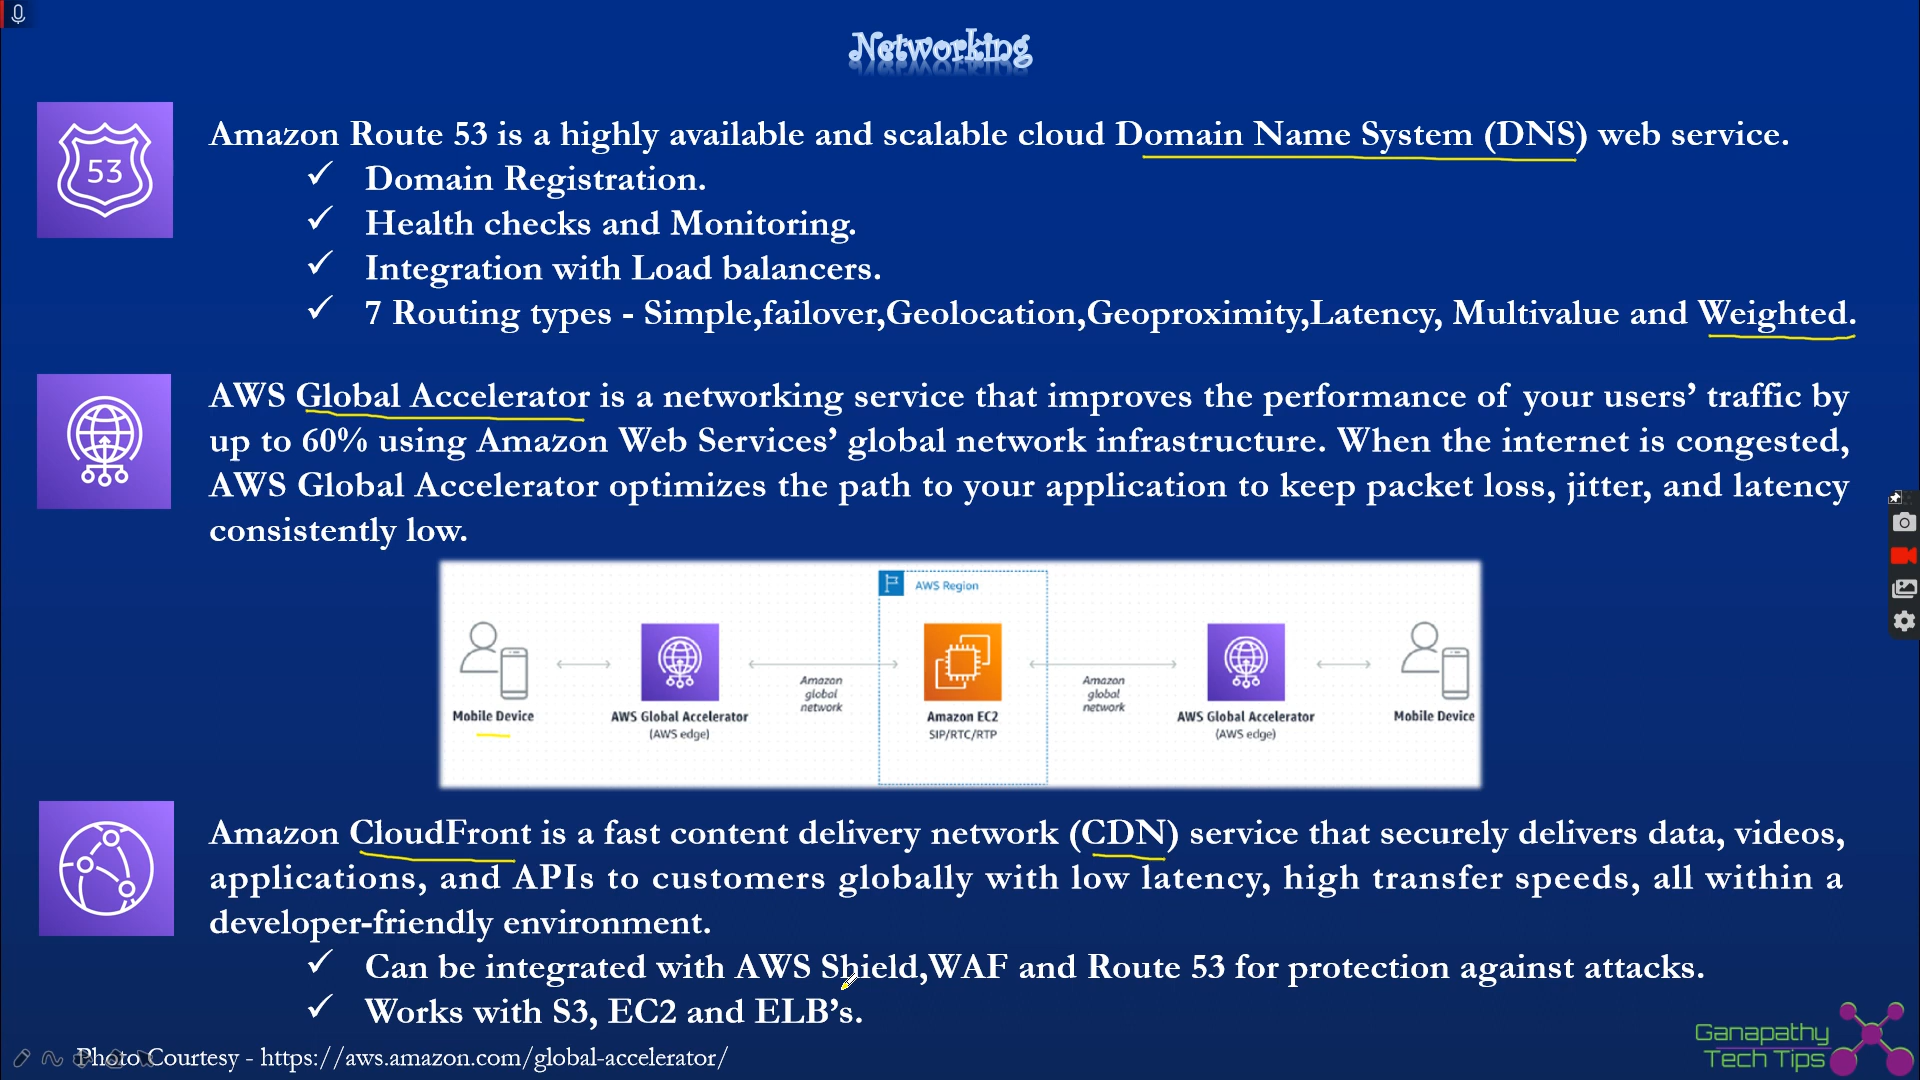 Networking
53
Amazon Route 53 is a highly available and scalable cloud Domain Name System (DNS) web service.
✓ Domain Registration.
✓ Health checks and Monitoring.
✓ Integration with Load balancers.
✓ 7 Routing types - Simple,failover,Geolocation,Geoproximity,Latency, Multivalue and Weighted.
AWS Global Accelerator is a networking service that improves the performance of your users’ traffic by
up to 60% using Amazon Web Services’ global network infrastructure. When the internet is congested,
AWS Global Accelerator optimizes the path to your application to keep packet loss, jitter, and latency
consistently low.
AWS Region
Mobile Device
AWS Global Accelerator
(AWS edge)
Amazon
global
network
Amazon EC2
SIP/RTC/RTP
Amazon
global
network
AWS Global Accelerator
(AWS edge)
Mobile Device
Amazon CloudFront is a fast content delivery network (CDN) service that securely delivers data, videos,
applications, and APIs to customers globally with low latency, high transfer speeds, all within a
developer-friendly environment.
✓ Can be integrated with AWS Shield,WAF and Route 53 for protection against attacks.
✓ Works with S3, EC2 and ELB’s.
Photo Courtesy - https://aws.amazon.com/global-accelerator/
Ganapathy
Tech Tips